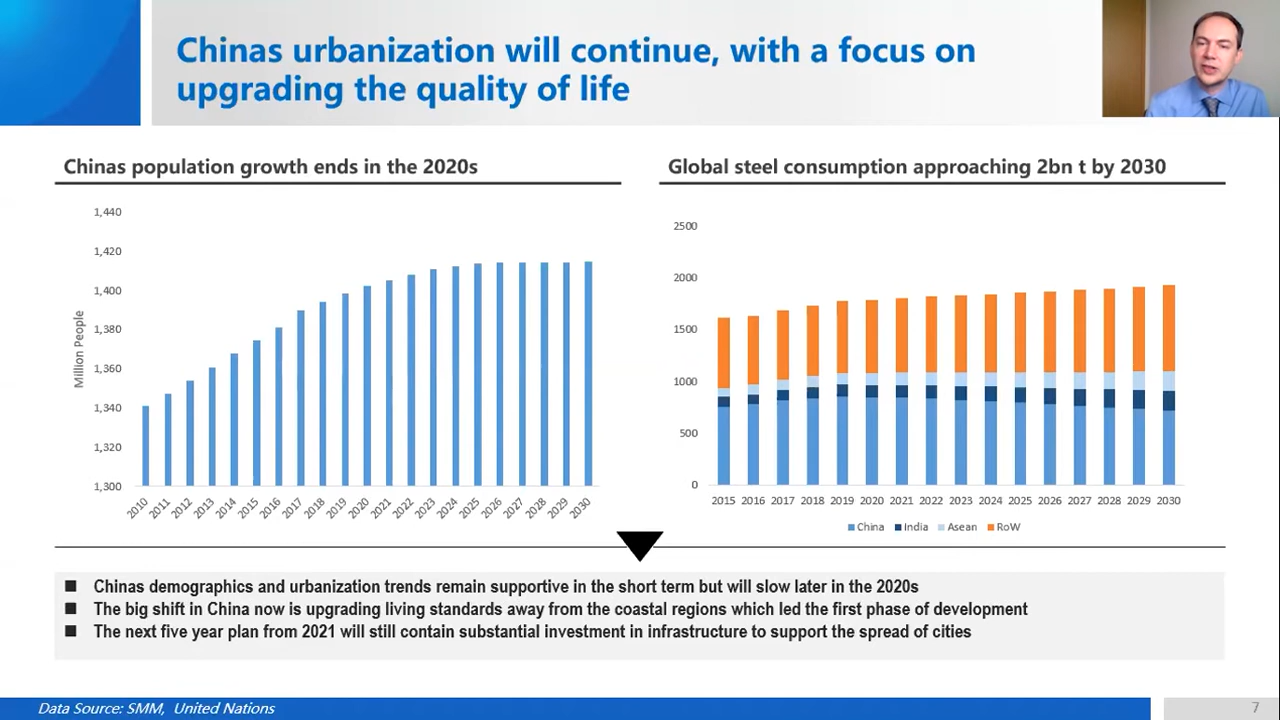 Chinas urbanization will continue, with a focus on
upgrading the quality of life
Chinas population growth ends in the 2020s
Million People
1,440
1,420
1,400
1,380
1,360
1,340
1,320
1,300
2010 2011 2012 2013 2014 2015 2016 2017 2018 2019 2020 2021 2022 2023 2024 2025 2026 2027 2028 2029 2030
Global steel consumption approaching 2bn t by 2030
2500
2000
1500
1000
500
0
2015 2016 2017 2018 2019 2020 2021 2022 2023 2024 2025 2026 2027 2028 2029 2030
China India Asean RoW
Chinas demographics and urbanization trends remain supportive in the short term but will slow later in the 2020s
The big shift in China now is upgrading living standards away from the coastal regions which led the first phase of development
The next five year plan from 2021 will still contain substantial investment in infrastructure to support the spread of cities
Data Source: SMM, United Nations
7